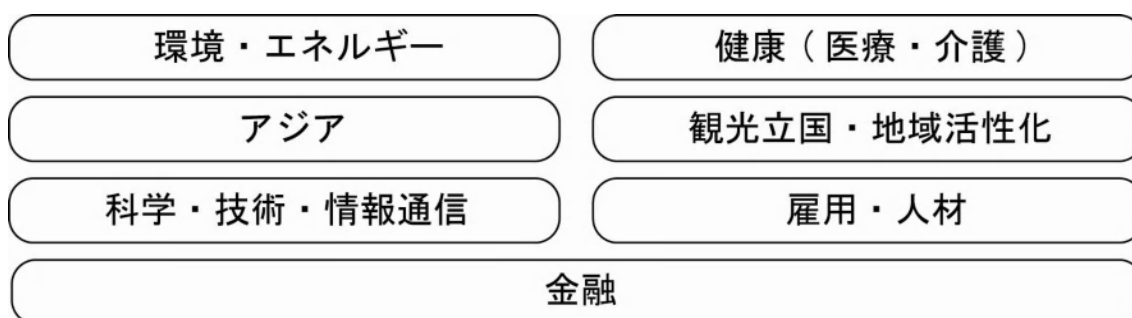 環境・エネルギー
健康（医療・介護）
アジア
観光立国・地域活性化
科学・技術・情報通信
雇用・人材
金融